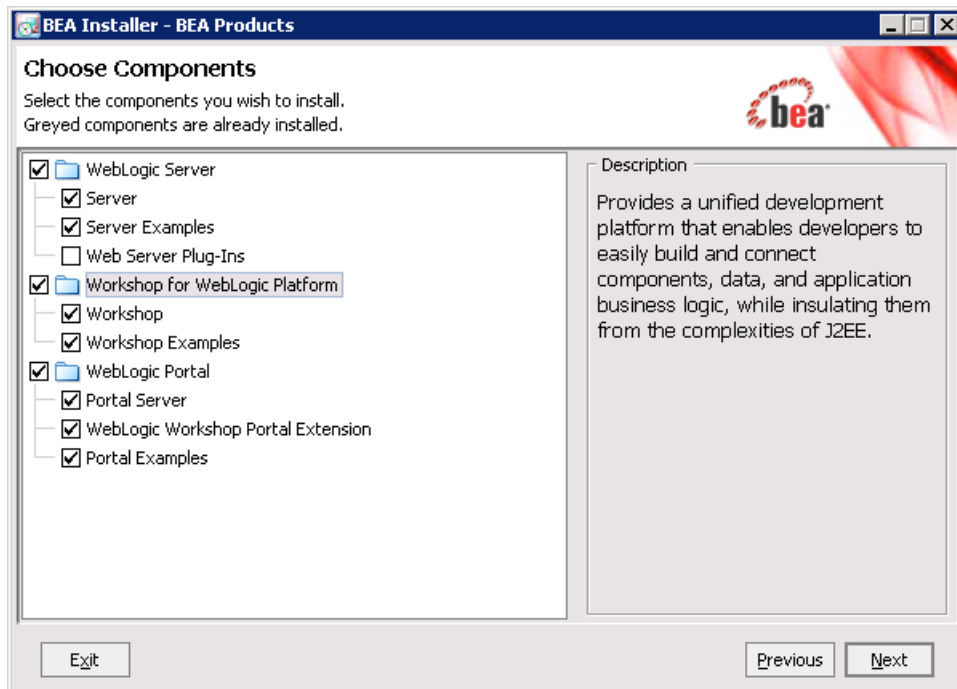 BEA Installer - BEA Products
Choose Components
Select the components you wish to install.
Greyed components are already installed.
bea
WebLogic Server
Server
Server Examples
Web Server Plug-Ins
Workshop for WebLogic Platform
Workshop
Workshop Examples
WebLogic Portal
Portal Server
WebLogic Workshop Portal Extension
Portal Examples
Description
Provides a unified development
platform that enables developers to
easily build and connect
components, data, and application
business logic, while insulating them
from the complexities of J2EE.
Exit
Previous
Next